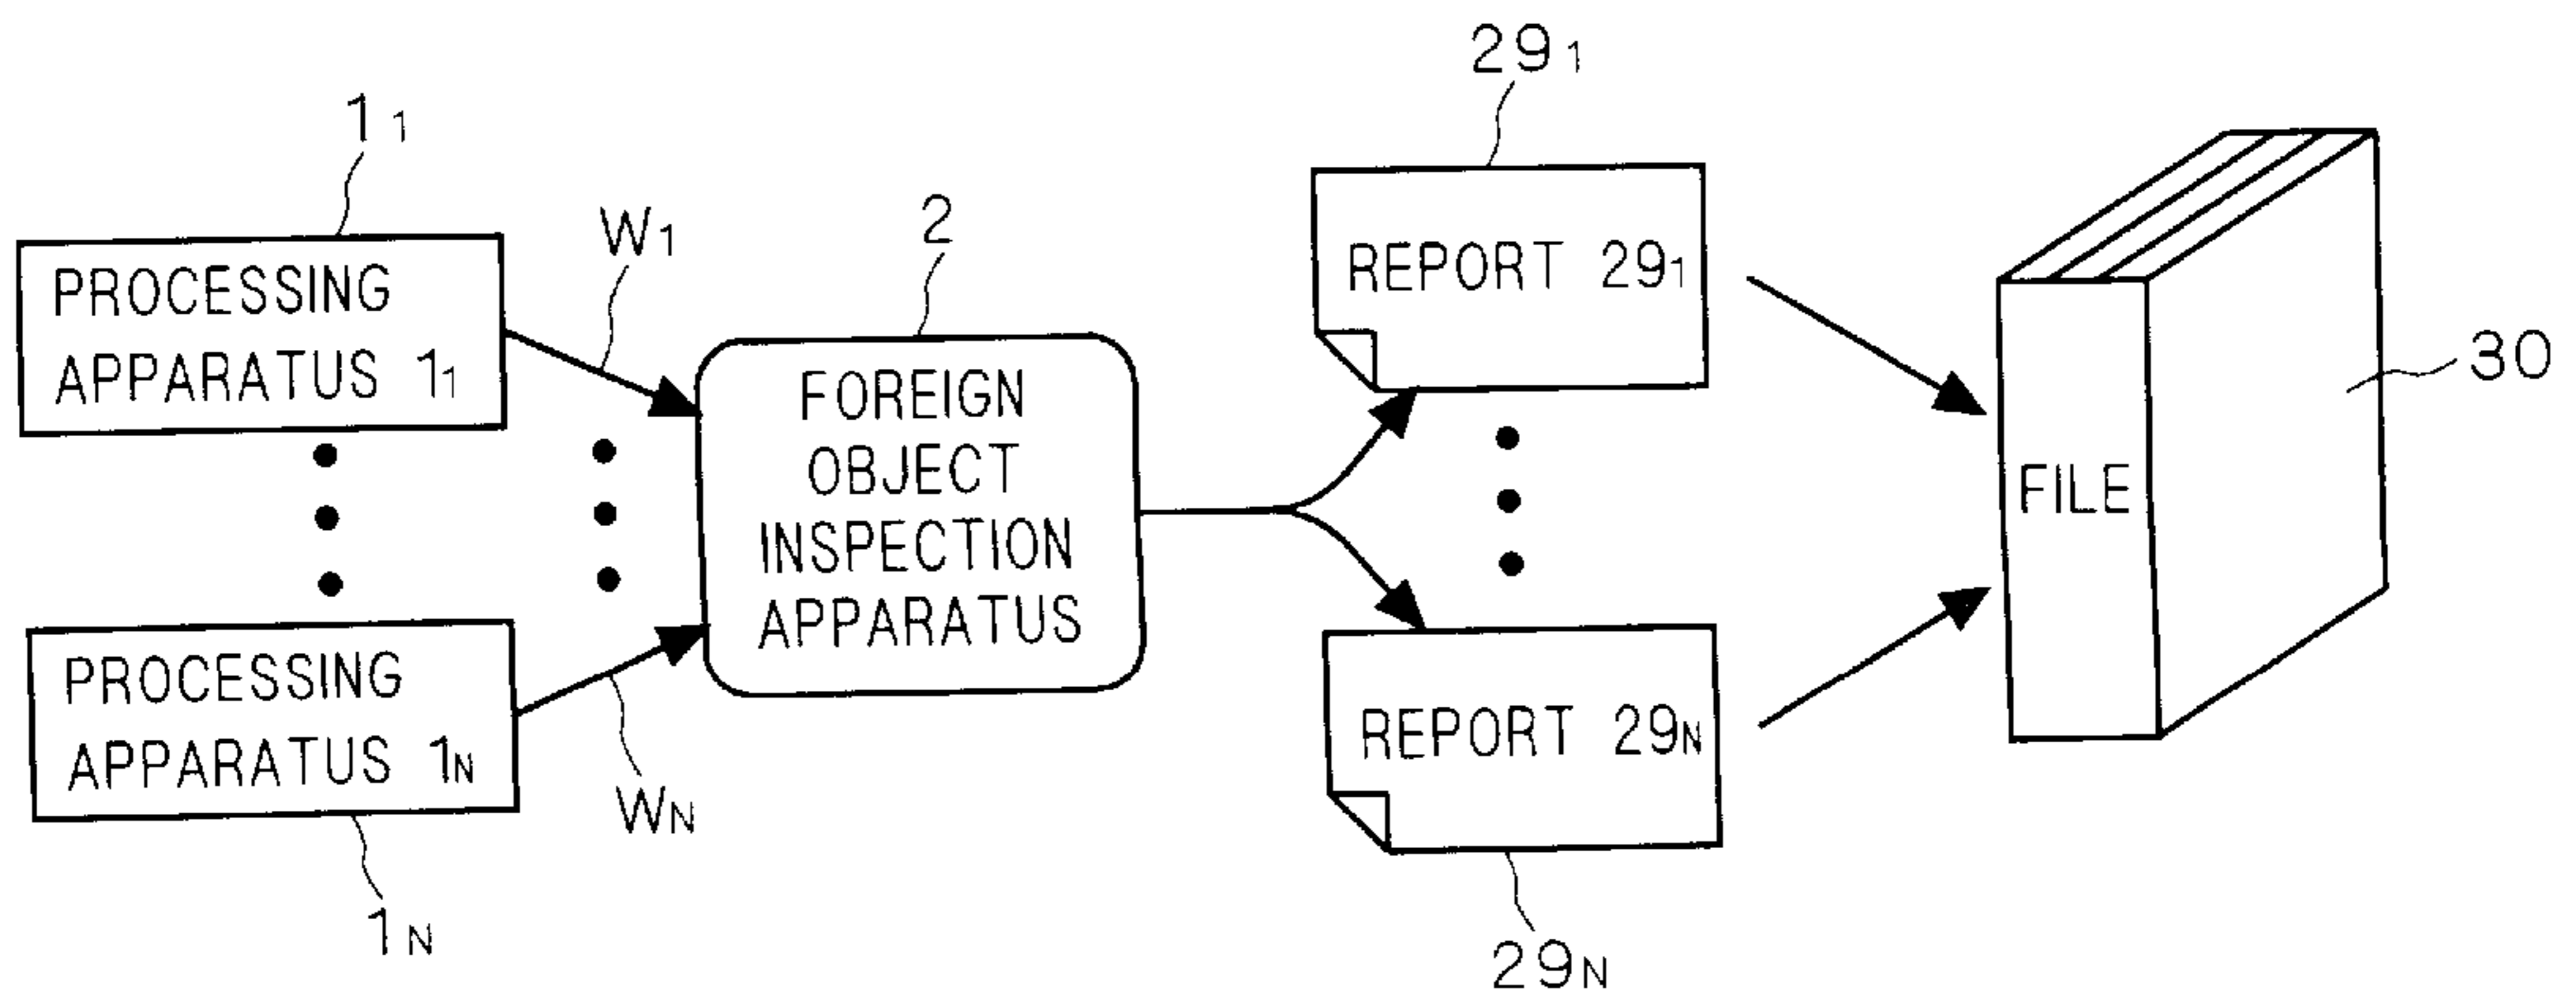 1₁
PROCESSING
APPARATUS 1₁
W₁
2
FOREIGN
OBJECT
INSPECTION
APPARATUS
PROCESSING
APPARATUS 1N
1N
WN
29₁
REPORT 29₁
REPORT 29N
29N
FILE
30